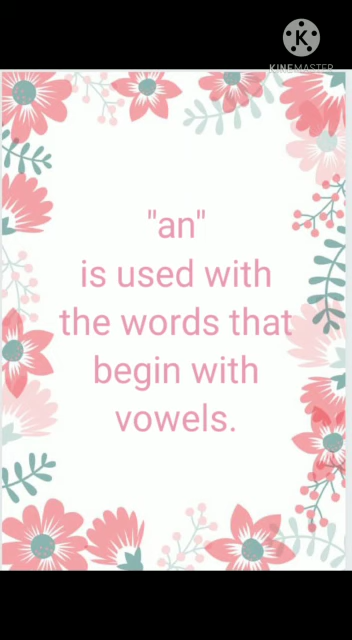 K
KINEMASTER
"an"
is used with
the words that
begin with
vowels.